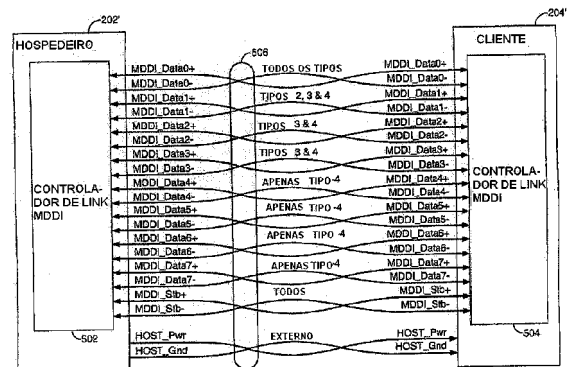 202'
204'
HOSPEDEIRO
506
CLIENTE
MDDI_Data0+ TODOS OS TIPOS MDDI_Data0+
MDDI_Data0- MDDI_Data0-
MDDI_Data1+ TIPOS 2, 3 & 4 MDDI_Data1+
MDDI_Data1- MDDI_Data1-
MDDI_Data2+ TIPOS 3 & 4 MDDI_Data2+
MDDI_Data2- MDDI_Data2-
MDDI_Data3+ TIPOS 3 & 4 MDDI_Data3+
MDDI_Data3- MDDI_Data3-
MDDI_Data4+ APENAS TIPO-4 MDDI_Data4+
CONTROLADOR DE LINK MDDI
MDDI_Data4- MDDI_Data4-
CONTROLA-
DOR DE LINK
MDDI
MDDI_Data5+ APENAS TIPO-4 MDDI_Data5+
MDDI_Data5- MDDI_Data5-
MDDI_Data6+ APENAS TIPO-4 MDDI_Data6+
MDDI_Data6- MDDI_Data6-
MDDI_Data7+ APENAS TIPO-4 MDDI_Data7+
MDDI_Data7- MDDI_Data7-
MDDI_Stb+ TODOS MDDI_Stb+
MDDI_Stb- MDDI_Stb-
502
504
HOST_Pwr EXTERNO HOST_Pwr
HOST_Gnd HOST_Gnd